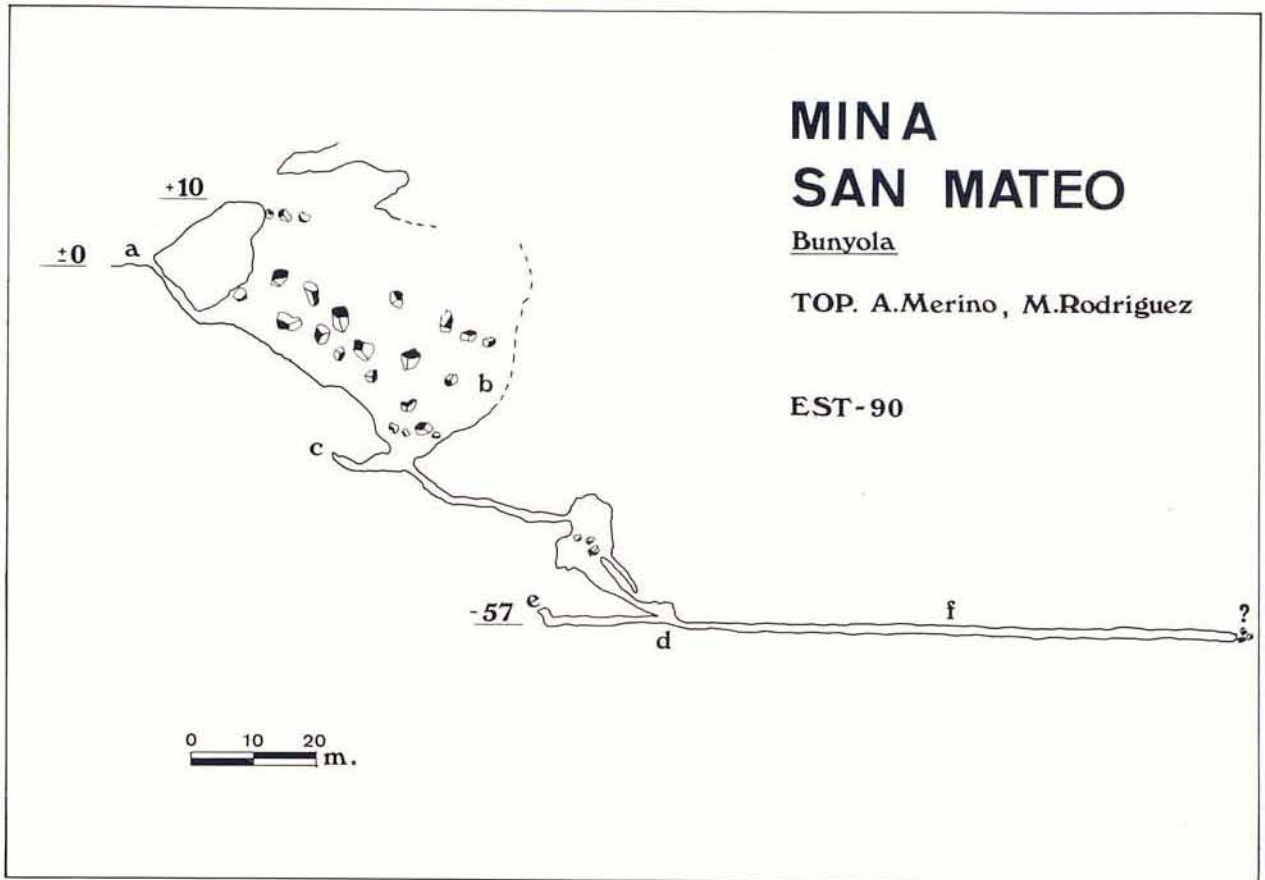 MINA
SAN MATEO
Bunyola
TOP. A.Merino, M.Rodriguez
EST-90
+10
±0
a
b
c
-57
e
d
f
?
0 10 20
m.